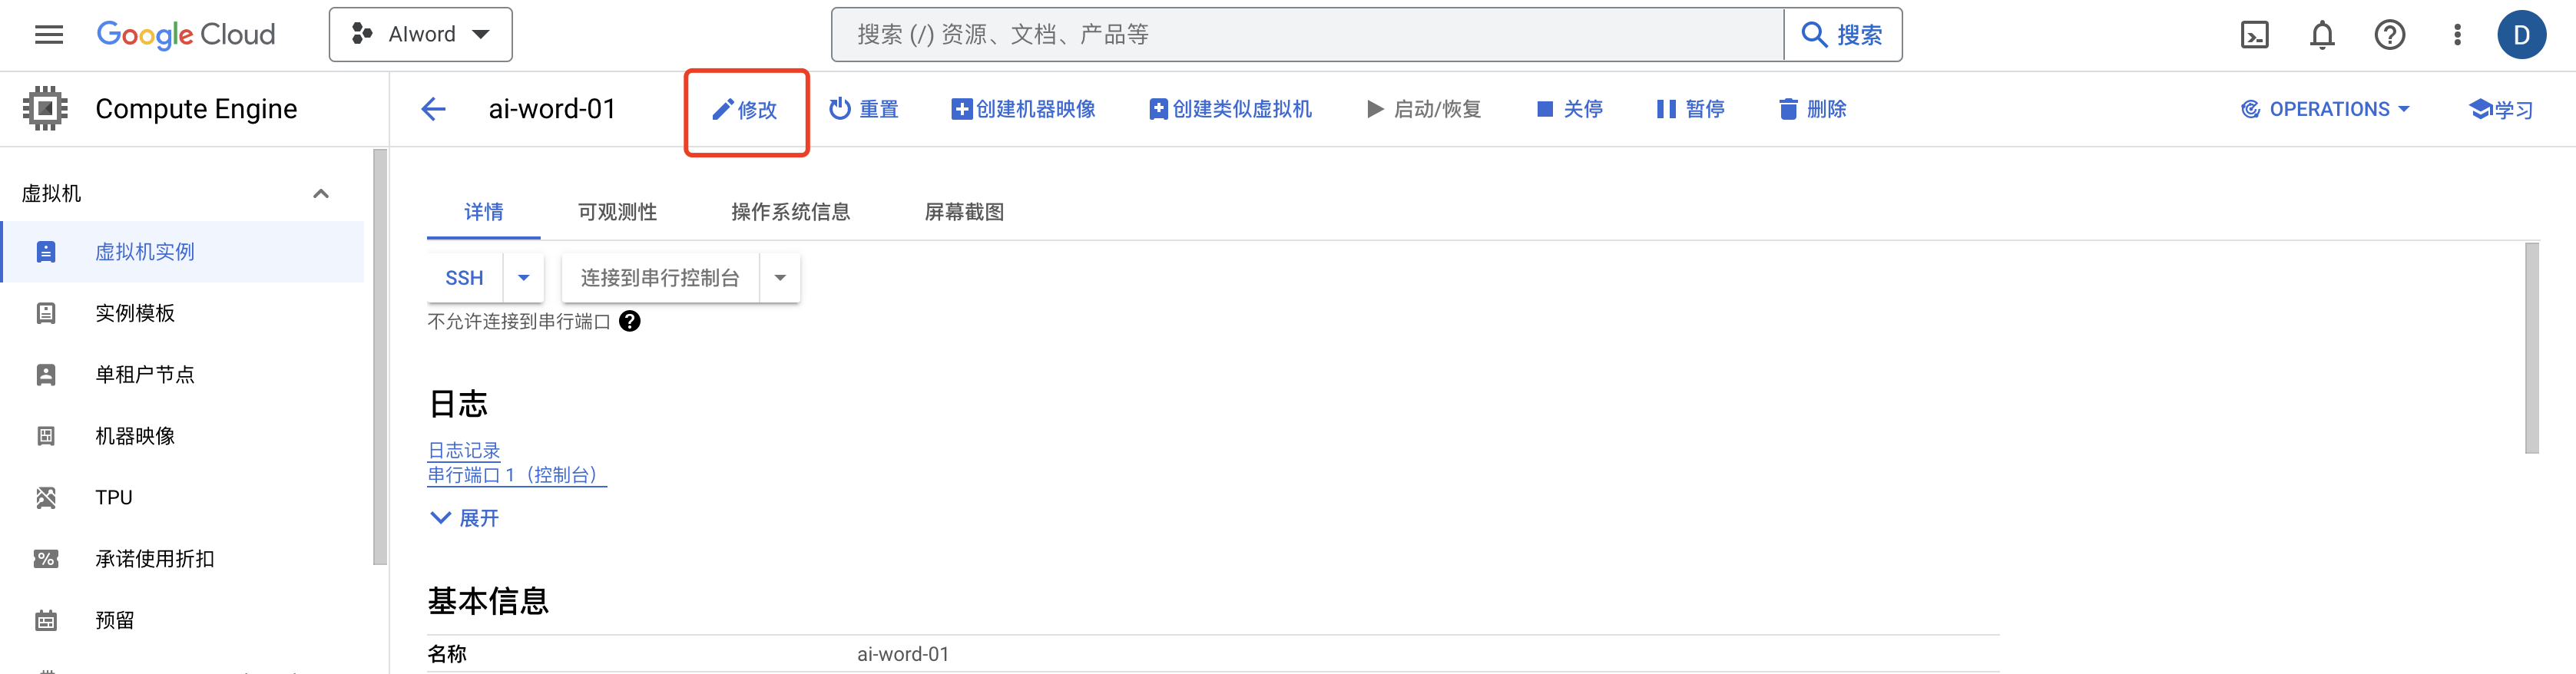 Google Cloud
AIword
搜索 (/) 资源、文档、产品等
搜索
D
Compute Engine
ai-word-01
修改
重置
创建机器映像
创建类似虚拟机
启动/恢复
关停
暂停
删除
OPERATIONS
学习
虚拟机
虚拟机实例
实例模板
单租户节点
机器映像
TPU
承诺使用折扣
预留
详情
可观测性
操作系统信息
屏幕截图
SSH
连接到串行控制台
不允许连接到串行端口
日志
日志记录
串行端口 1（控制台）
展开
基本信息
名称 ai-word-01